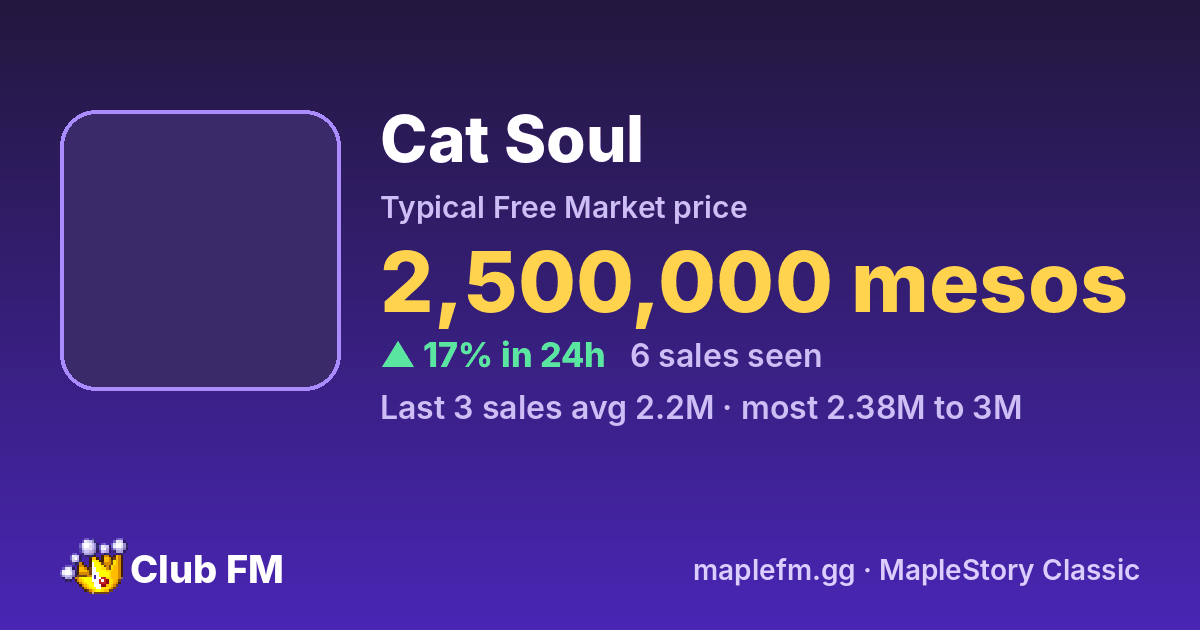 Cat Soul
Typical Free Market price
2,500,000 mesos
▲ 17% in 24h 6 sales seen
Last 3 sales avg 2.2M · most 2.38M to 3M
Club FM
maplefm.gg · MapleStory Classic